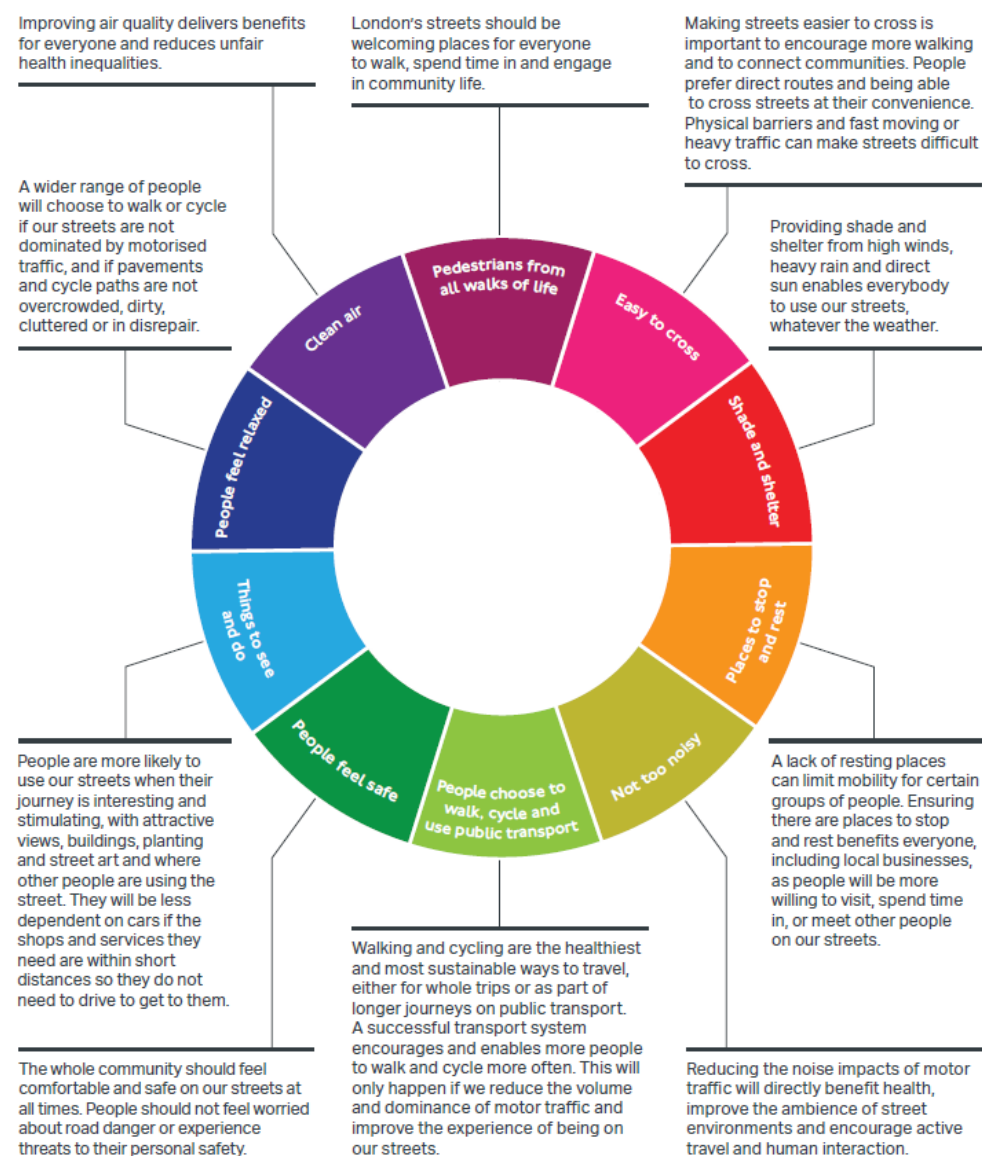 Improving air quality delivers benefits
for everyone and reduces unfair
health inequalities.
London's streets should be
welcoming places for everyone
to walk, spend time in and engage
in community life.
Making streets easier to cross is
important to encourage more walking
and to connect communities. People
prefer direct routes and being able
to cross streets at their convenience.
Physical barriers and fast moving or
heavy traffic can make streets difficult
to cross.
A wider range of people
will choose to walk or cycle
if our streets are not
dominated by motorised
traffic, and if pavements
and cycle paths are not
overcrowded, dirty,
cluttered or in disrepair.
Providing shade and
shelter from high winds,
heavy rain and direct
sun enables everybody
to use our streets,
whatever the weather.
Pedestrians from
all walks of life
Easy to cross
Shade and shelter
Places to stop
and rest
Not too noisy
People choose to
walk, cycle and
use public transport
People feel safe
Things to see
and do
People feel relaxed
Clean air
People are more likely to
use our streets when their
journey is interesting and
stimulating, with attractive
views, buildings, planting
and street art and where
other people are using the
street. They will be less
dependent on cars if the
shops and services they
need are within short
distances so they do not
need to drive to get to them.
A lack of resting places
can limit mobility for certain
groups of people. Ensuring
there are places to stop
and rest benefits everyone,
including local businesses,
as people will be more
willing to visit, spend time
in, or meet other people
on our streets.
The whole community should feel
comfortable and safe on our streets at
all times. People should not feel worried
about road danger or experience
threats to their personal safety.
Walking and cycling are the healthiest
and most sustainable ways to travel,
either for whole trips or as part of
longer journeys on public transport.
A successful transport system
encourages and enables more people
to walk and cycle more often. This will
only happen if we reduce the volume
and dominance of motor traffic and
improve the experience of being on
our streets.
Reducing the noise impacts of motor
traffic will directly benefit health,
improve the ambience of street
environments and encourage active
travel and human interaction.